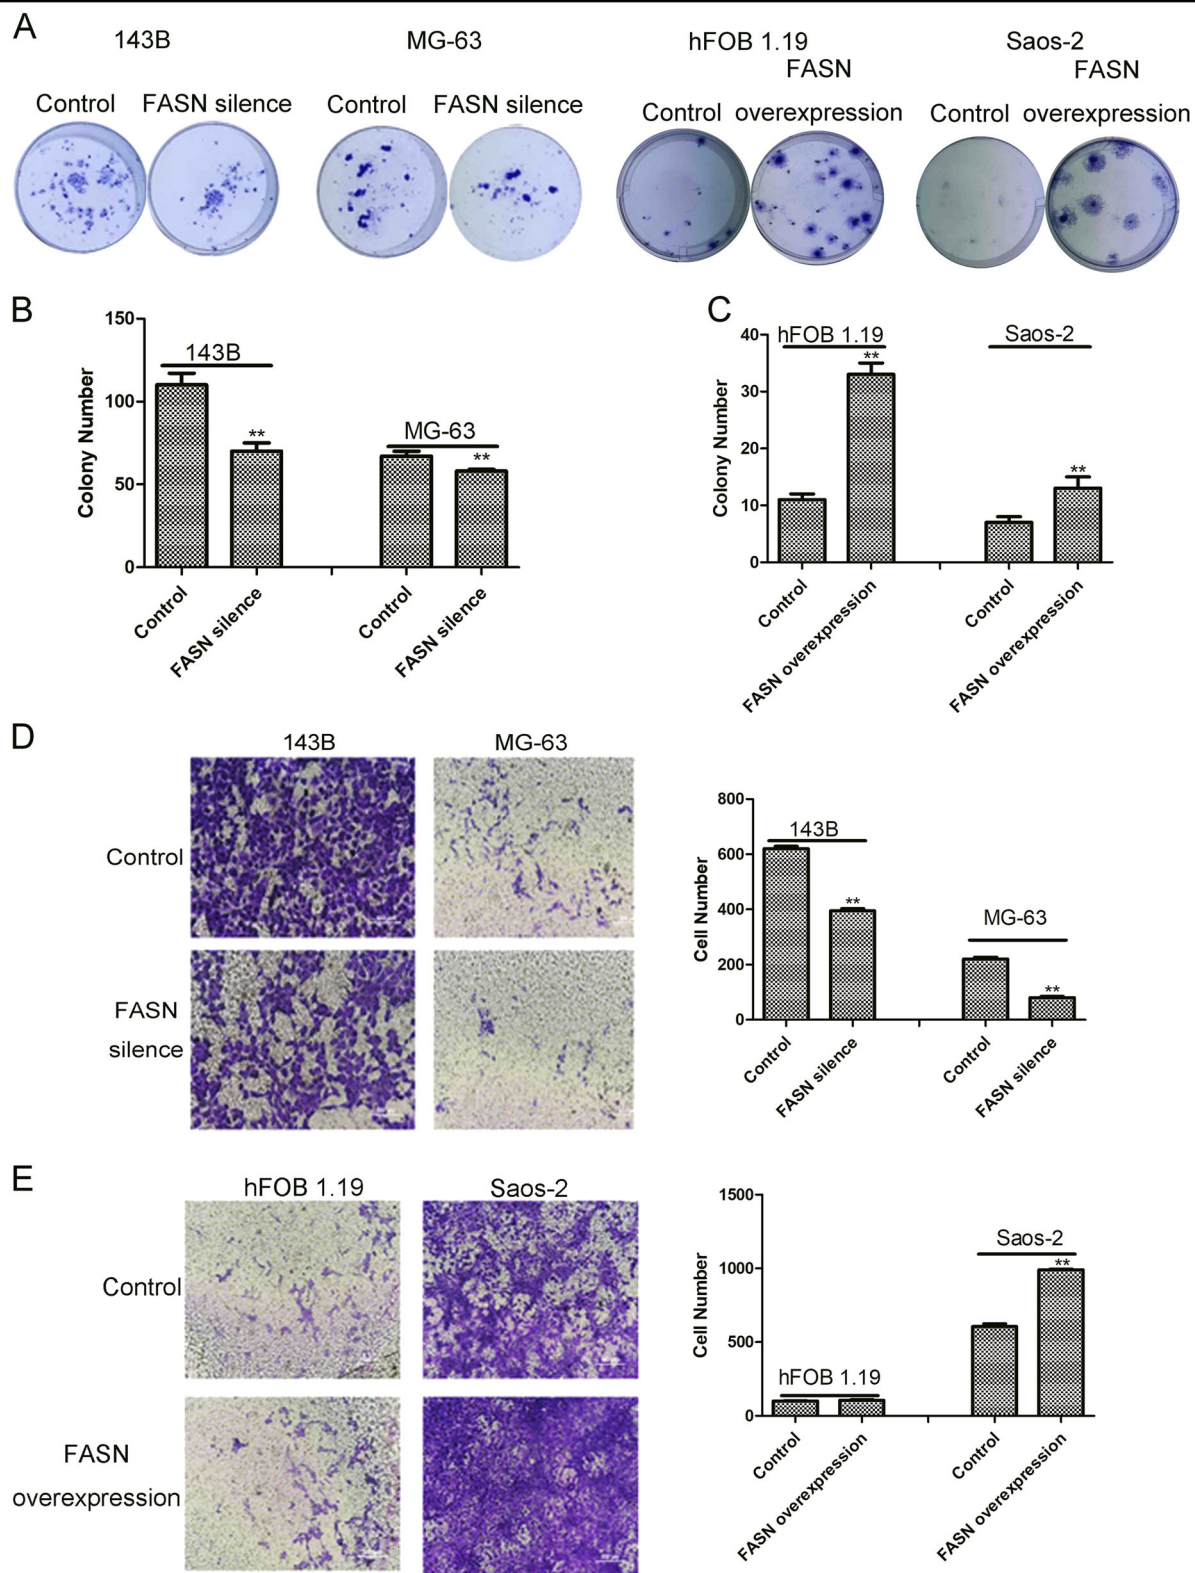 A
143B
MG-63
hFOB 1.19
Saos-2
FASN
FASN
Control
FASN silence
Control
FASN silence
Control
overexpression
Control
overexpression
B
150
100
50
0
Colony Number
143B
**
MG-63
**
Control
FASN silence
Control
FASN silence
C
40
30
20
10
0
Colony Number
hFOB 1.19
**
Saos-2
**
Control
FASN overexpression
Control
FASN overexpression
D
143B
MG-63
Control
FASN
silence
800
600
400
200
0
Cell Number
143B
**
MG-63
**
Control
FASN silence
Control
FASN silence
E
hFOB 1.19
Saos-2
Control
FASN
overexpression
1500
1000
500
0
Cell Number
hFOB 1.19
Saos-2
**
Control
FASN overexpression
Control
FASN overexpression